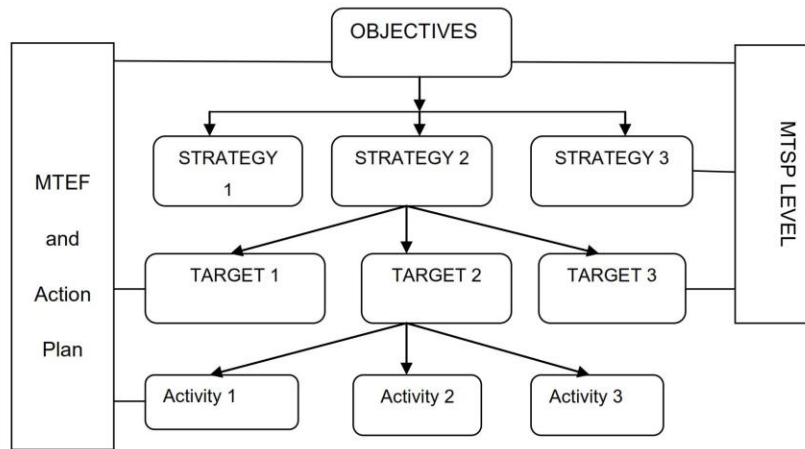 OBJECTIVES
STRATEGY
1
STRATEGY 2
STRATEGY 3
MTEF
and
Action
Plan
MTSP LEVEL
TARGET 1
TARGET 2
TARGET 3
Activity 1
Activity 2
Activity 3